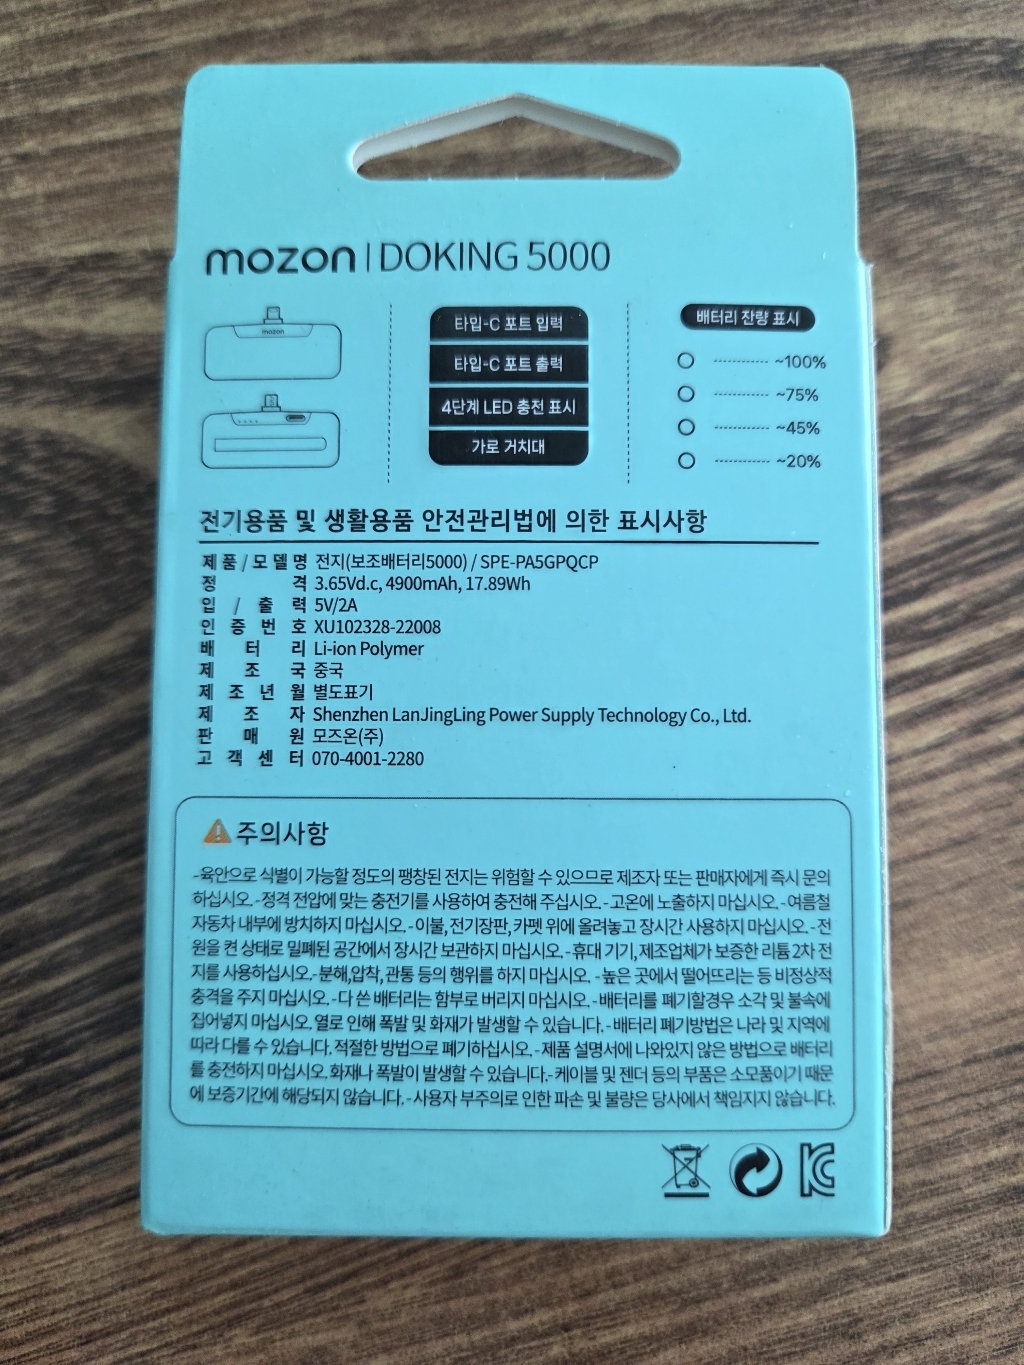 mozon | DOKING 5000
mozon
타입-C 포트 입력
타입-C 포트 출력
4단계 LED 충전 표시
가로 거치대
배터리 잔량 표시
~100%
~75%
~45%
~20%
전기용품 및 생활용품 안전관리법에 의한 표시사항
제품/모델명 전지(보조배터리5000) / SPE-PA5GPQCP
정격 3.65Vd.c, 4900mAh, 17.89Wh
입/출력 5V/2A
인증번호 XU102328-22008
배터리 Li-ion Polymer
제조국 중국
제조년월 별도표기
제조자 Shenzhen LanJingLing Power Supply Technology Co., Ltd.
판매원 모즈온(주)
고객센터 070-4001-2280
주의사항
-육안으로 식별이 가능할 정도의 팽창된 전지는 위험할 수 있으므로 제조자 또는 판매자에게 즉시 문의
하십시오. -정격 전압에 맞는 충전기를 사용하여 충전해 주십시오. -고온에 노출하지 마십시오. -여름철
자동차 내부에 방치하지 마십시오. -이불, 전기장판, 카펫 위에 올려놓고 장시간 사용하지 마십시오. -전
원을 켠 상태로 밀폐된 공간에서 장시간 보관하지 마십시오. -휴대 기기, 제조업체가 보증한 리튬 2차 전
지를 사용하십시오.-분해,압착, 관통 등의 행위를 하지 마십시오. -높은 곳에서 떨어뜨리는 등 비정상적
충격을 주지 마십시오. -다 쓴 배터리는 함부로 버리지 마십시오. -배터리를 폐기할경우 소각 및 불속에
집어넣지 마십시오. 열로 인해 폭발 및 화재가 발생할 수 있습니다. -배터리 폐기방법은 나라 및 지역에
따라 다를 수 있습니다. 적절한 방법으로 폐기하십시오. -제품 설명서에 나와있지 않은 방법으로 배터리
를 충전하지 마십시오. 화재나 폭발이 발생할 수 있습니다.- 케이블 및 젠더 등의 부품은 소모품이기 때문
에 보증기간에 해당되지 않습니다. -사용자 부주의로 인한 파손 및 불량은 당사에서 책임지지 않습니다.